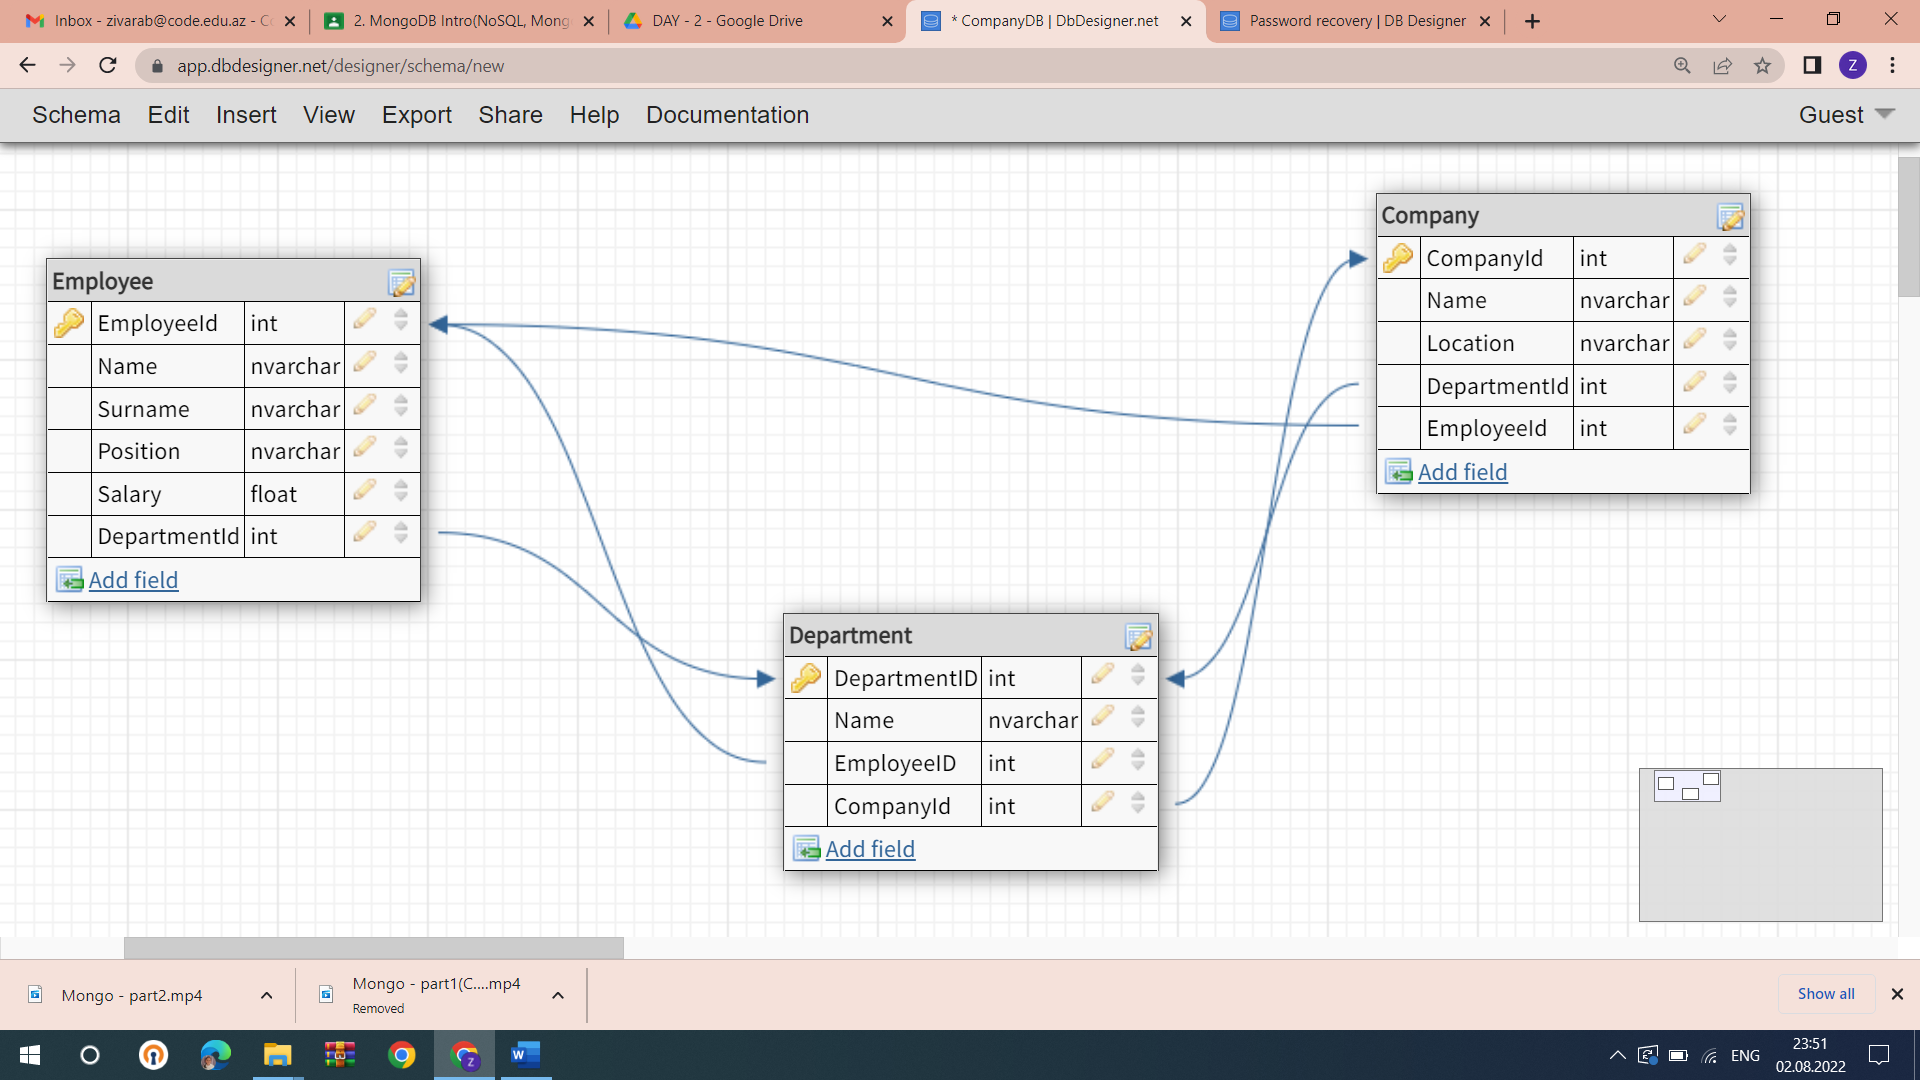 Inbox - zivarab@code.edu.az - Co
2. MongoDB Intro(NoSQL, Mong
DAY - 2 - Google Drive
* CompanyDB | DbDesigner.net
Password recovery | DB Designer
app.dbdesigner.net/designer/schema/new
Z
Schema Edit Insert View Export Share Help Documentation
Guest
Employee
EmployeeId int
Name nvarchar
Surname nvarchar
Position nvarchar
Salary float
DepartmentId int
Add field
Company
CompanyId int
Name nvarchar
Location nvarchar
DepartmentId int
EmployeeId int
Add field
Department
DepartmentID int
Name nvarchar
EmployeeID int
CompanyId int
Add field
Mongo - part2.mp4
Mongo - part1(C....mp4
Removed
Show all
ENG
23:51
02.08.2022